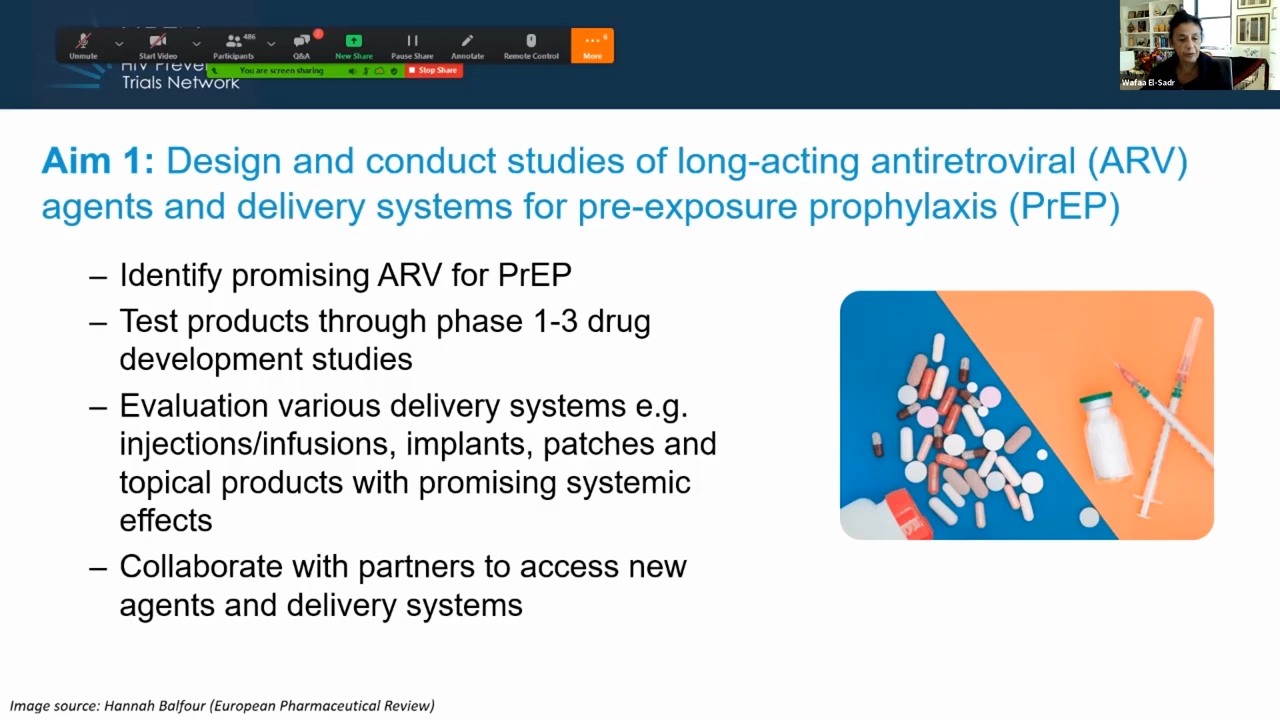 486
6
Unmute
Start Video
Participants
Q&A
New Share
Pause Share
Annotate
Remote Control
More
You are screen sharing
Stop Share
Trials Network
Wafaa El-Sadr
Aim 1: Design and conduct studies of long-acting antiretroviral (ARV)
agents and delivery systems for pre-exposure prophylaxis (PrEP)
– Identify promising ARV for PrEP
– Test products through phase 1-3 drug
development studies
– Evaluation various delivery systems e.g.
injections/infusions, implants, patches and
topical products with promising systemic
effects
– Collaborate with partners to access new
agents and delivery systems
Image source: Hannah Balfour (European Pharmaceutical Review)